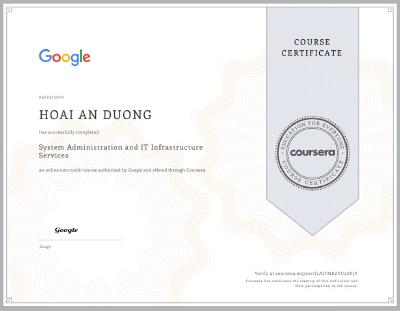 Google
COURSE
CERTIFICATE
HOAI AN DUONG
has successfully completed
System Administration and IT Infrastructure
Services
an online non-credit course authorized by Google and offered through Coursera
EDUCATION FOR EVERYONE
coursera
COURSE CERTIFICATE
Google
Google
Verify at coursera.org/verify/
Coursera has confirmed the identity of this individual and
their participation in the course.